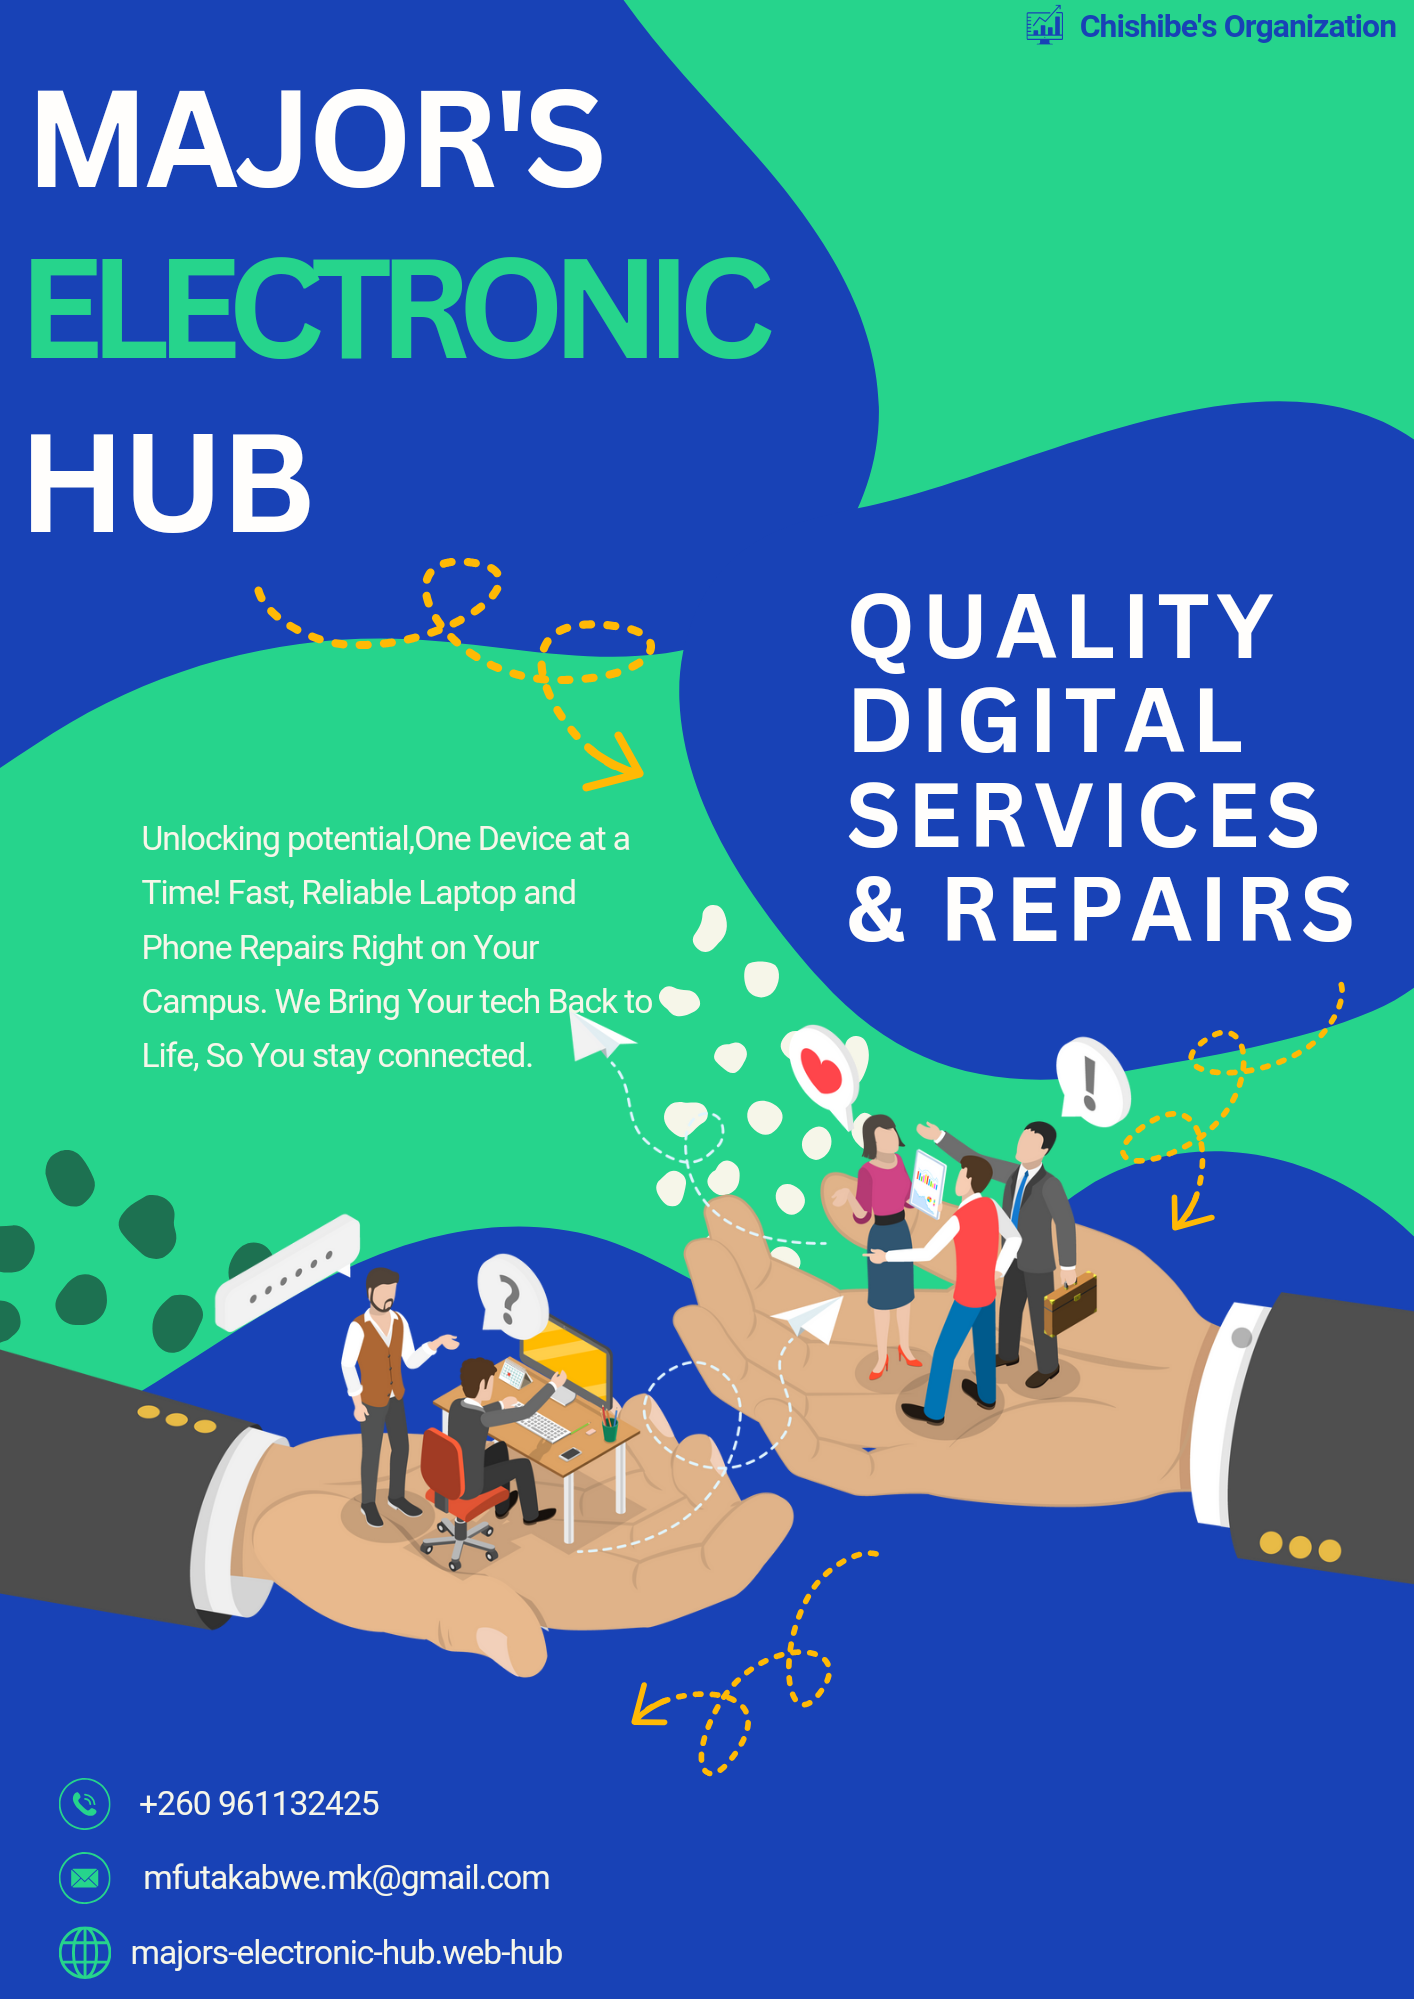 Chishibe's Organization
MAJOR'S
ELECTRONIC
HUB
QUALITY
DIGITAL
SERVICES
& REPAIRS
Unlocking potential,One Device at a
Time! Fast, Reliable Laptop and
Phone Repairs Right on Your
Campus. We Bring Your tech Back to
Life, So You stay connected.
+260 961132425
mfutakabwe.mk@gmail.com
majors-electronic-hub.web-hub